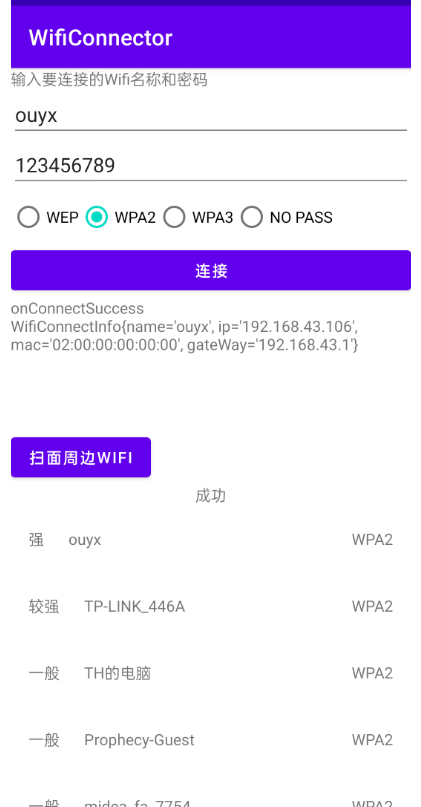 WifiConnector
输入要连接的Wifi名称和密码
ouyx
123456789
WEP WPA2 WPA3 NO PASS
连接
onConnectSuccess
WifiConnectInfo{name='ouyx', ip='192.168.43.106',
mac='02:00:00:00:00:00', gateWay='192.168.43.1'}
扫面周边WIFI
成功
强 ouyx WPA2
较强 TP-LINK_446A WPA2
一般 TH的电脑 WPA2
一般 Prophecy-Guest WPA2
一般 midea_fa_7754 WPA2